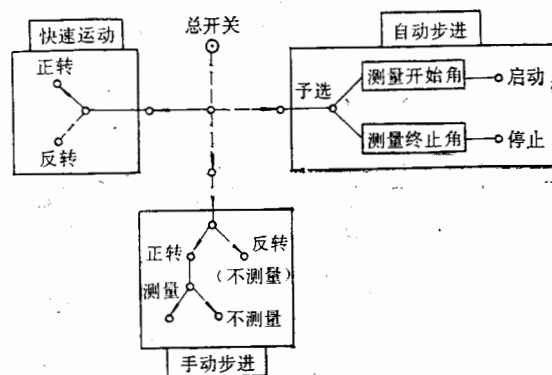 快速运动
总开关
自动步进
正转
反转
予选
测量开始角
启动
测量终止角
停止
正转
反转
(不测量)
测量
不测量
手动步进